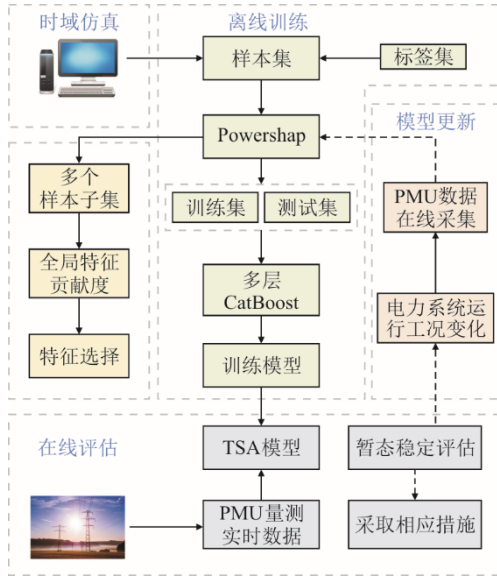 时域仿真
离线训练
样本集
标签集
Powershap
模型更新
多个
样本子集
训练集
测试集
PMU数据
在线采集
全局特征
贡献度
多层
CatBoost
电力系统运
行工况变化
特征选择
训练模型
在线评估
TSA模型
暂态稳定评估
PMU量测
实时数据
采取相应措施